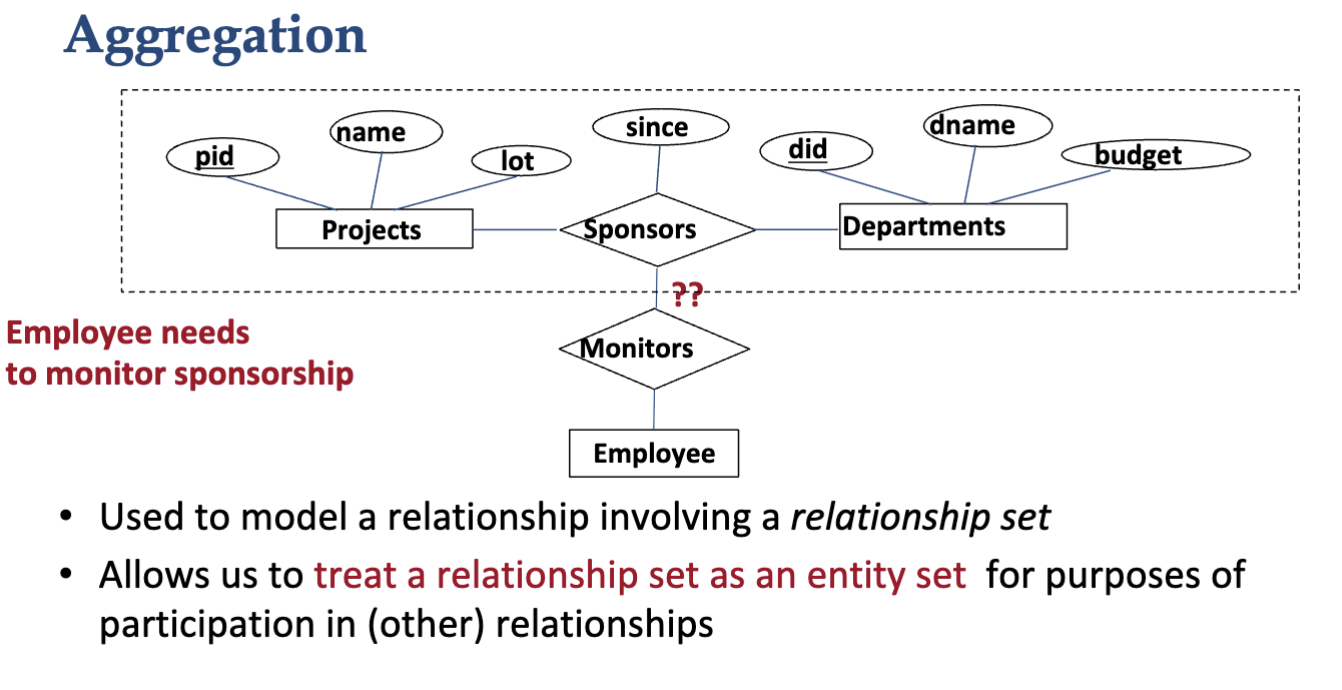 Aggregation
since
name
dname
did
pid
lot
budget
Projects
Sponsors
Departments
??
Employee needs
to monitor sponsorship
Monitors
Employee
• Used to model a relationship involving a relationship set
• Allows us to treat a relationship set as an entity set for purposes of
participation in (other) relationships